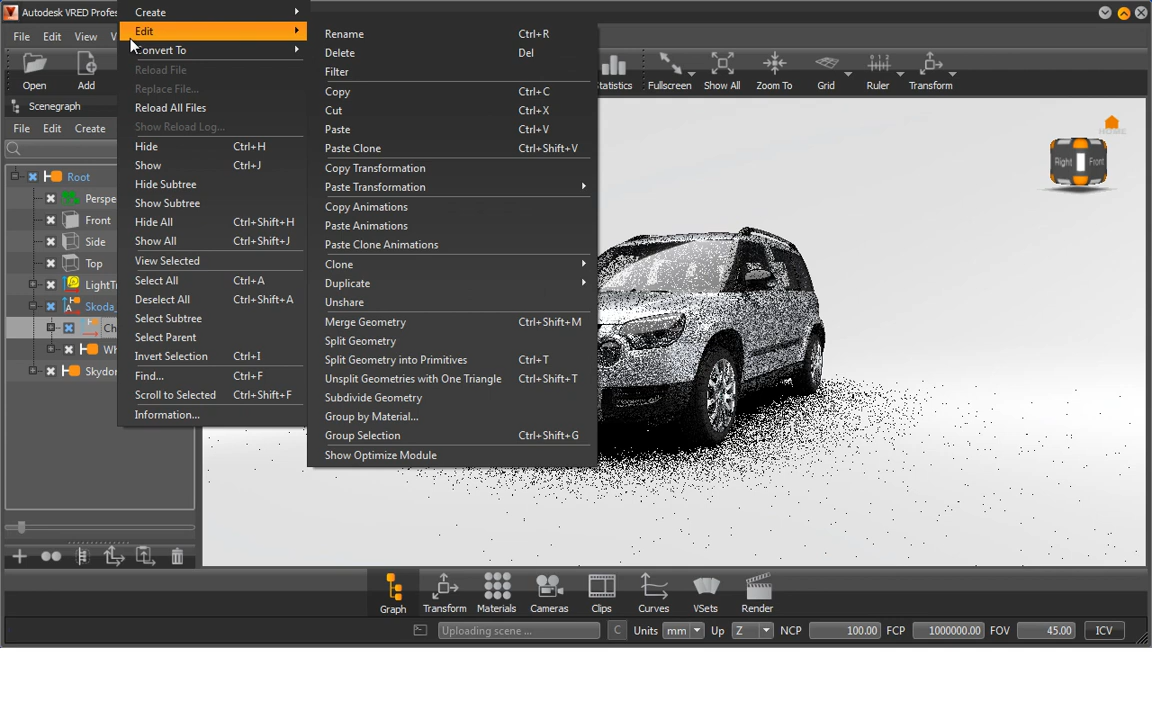 Autodesk VRED Profes
File Edit View V
Open Add
Scenegraph
File Edit Create
Root
Perspe
Front
Side
Top
LightTr
Skoda_
Ch
Wh
Skydor
Create
Edit
Convert To
Reload File
Replace File...
Reload All Files
Show Reload Log...
Hide Ctrl+H
Show Ctrl+J
Hide Subtree
Show Subtree
Hide All Ctrl+Shift+H
Show All Ctrl+Shift+J
View Selected
Select All Ctrl+A
Deselect All Ctrl+Shift+A
Select Subtree
Select Parent
Invert Selection Ctrl+I
Find... Ctrl+F
Scroll to Selected Ctrl+Shift+F
Information...
Rename Ctrl+R
Delete Del
Filter
Copy Ctrl+C
Cut Ctrl+X
Paste Ctrl+V
Paste Clone Ctrl+Shift+V
Copy Transformation
Paste Transformation
Copy Animations
Paste Animations
Paste Clone Animations
Clone
Duplicate
Unshare
Merge Geometry Ctrl+Shift+M
Split Geometry
Split Geometry into Primitives Ctrl+T
Unsplit Geometries with One Triangle Ctrl+Shift+T
Subdivide Geometry
Group by Material...
Group Selection Ctrl+Shift+G
Show Optimize Module
tatistics Fullscreen Show All Zoom To Grid Ruler Transform
HOME
Right Front
Graph Transform Materials Cameras Clips Curves VSets Render
Uploading scene ... C Units mm Up Z NCP 100.00 FCP 1000000.00 FOV 45.00 ICV